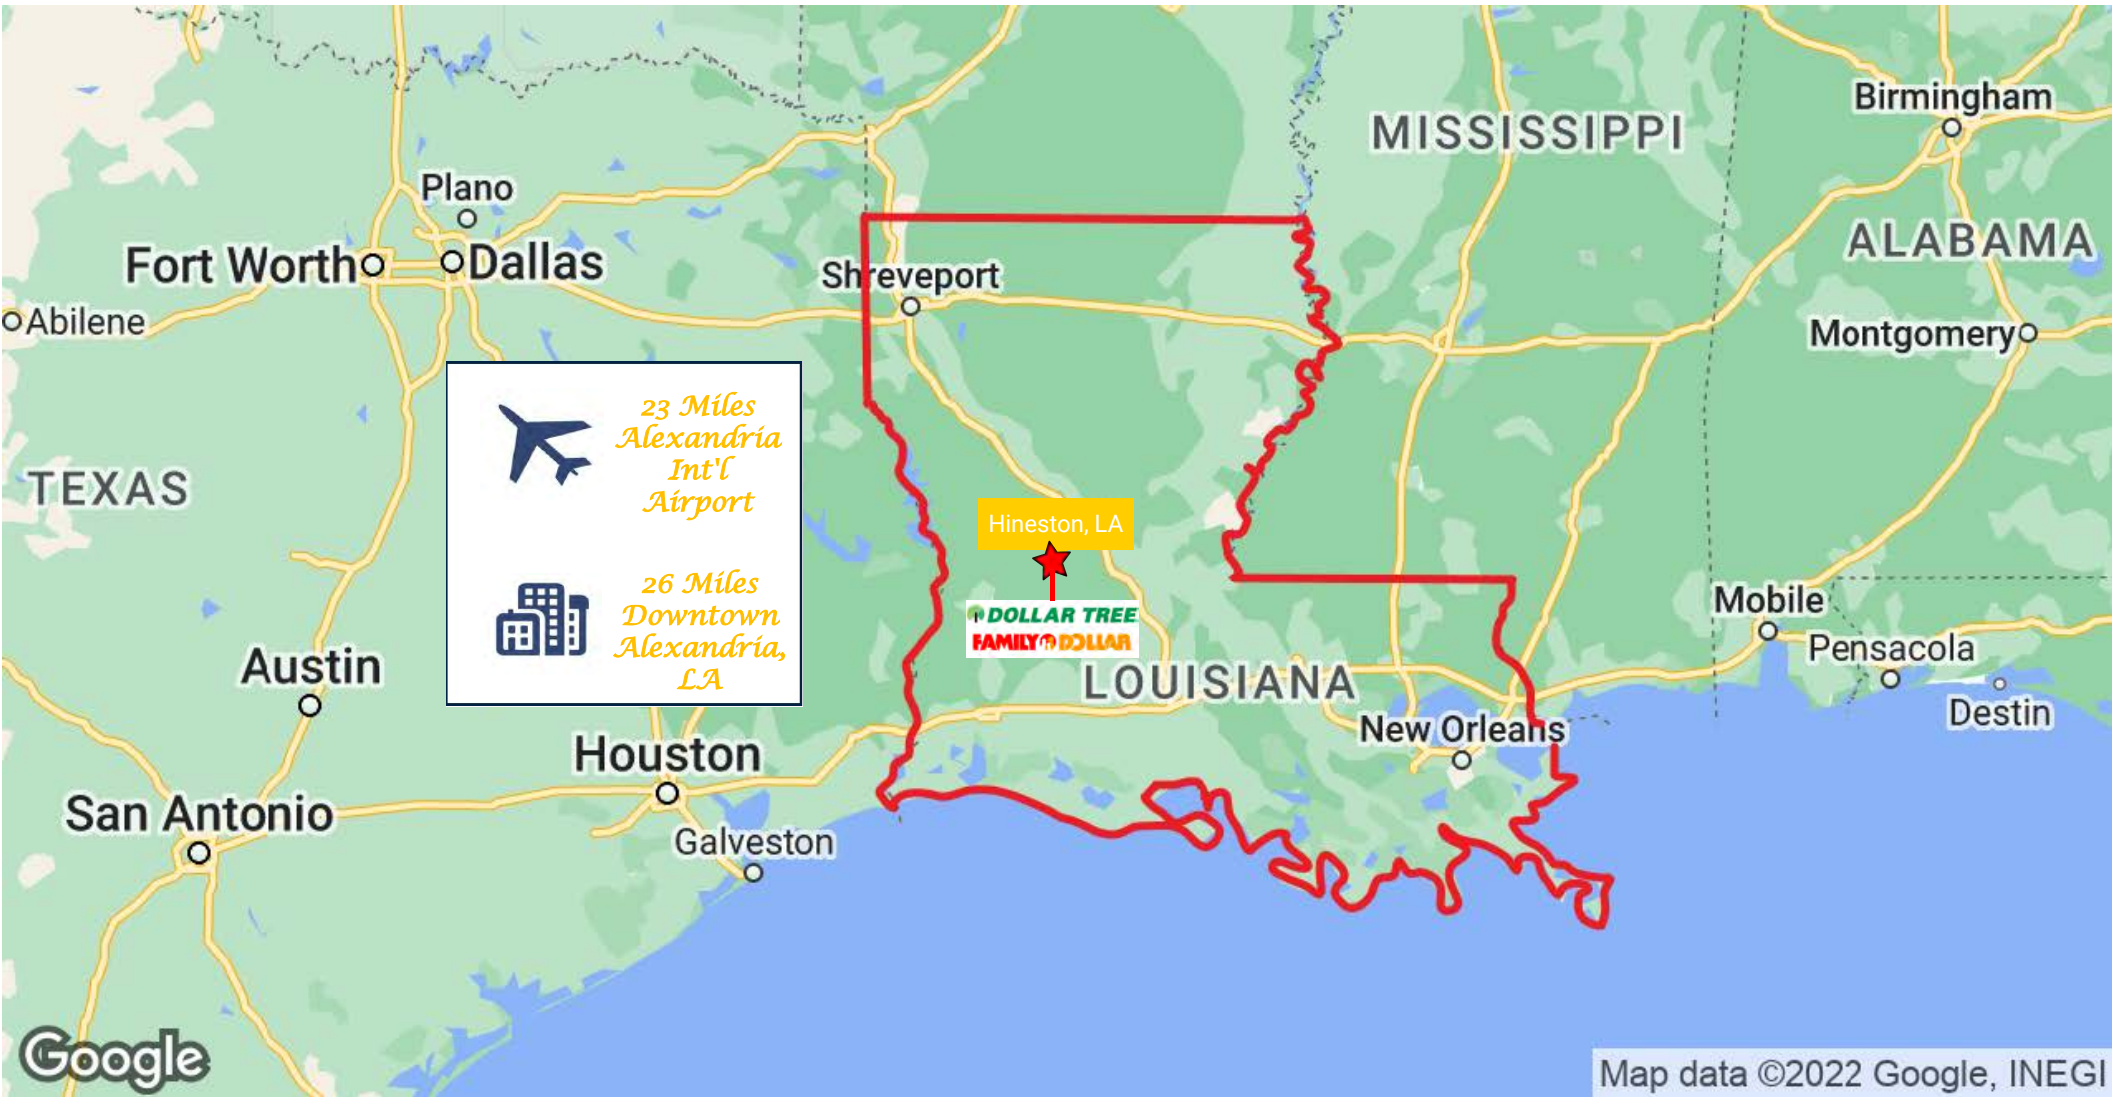 Birmingham
MISSISSIPPI
Plano
ALABAMA
Fort Worth
Dallas
Shreveport
Abilene
Montgomery
23 Miles
Alexandria
Int'l
Airport
TEXAS
Hineston, LA
26 Miles
Downtown
Alexandria,
LA
DOLLAR TREE
FAMILY DOLLAR
Mobile
Pensacola
Austin
LOUISIANA
Destin
New Orleans
Houston
San Antonio
Galveston
Google
Map data ©2022 Google, INEGI